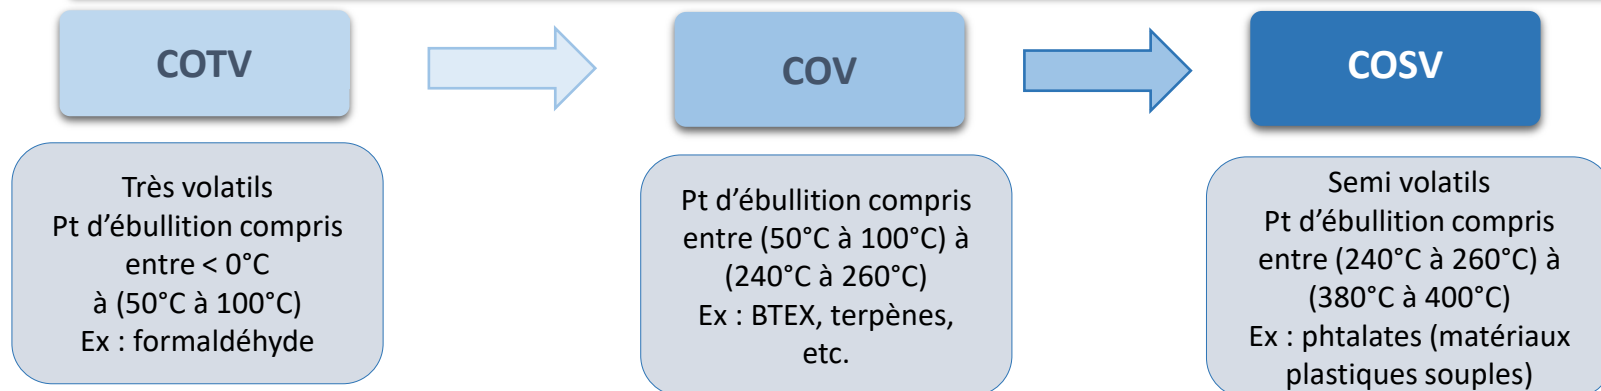 COTV
Très volatils
Pt d'ébullition compris
entre < 0°C
à (50°C à 100°C)
Ex : formaldéhyde
COV
Pt d'ébullition compris
entre (50°C à 100°C) à
(240°C à 260°C)
Ex : BTEX, terpènes,
etc.
COSV
Semi volatils
Pt d'ébullition compris
entre (240°C à 260°C) à
(380°C à 400°C)
Ex : phtalates (matériaux
plastiques souples)